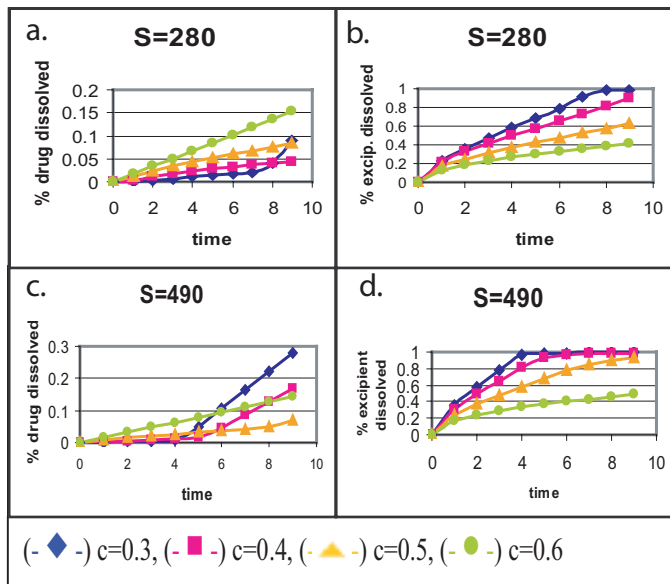 a.
S=280
% drug dissolved
0.2
0.15
0.1
0.05
0
0 2 4 6 8 10
time
b.
S=280
% excip. dissolved
1
0.8
0.6
0.4
0.2
0
0 2 4 6 8 10
time
c.
S=490
% drug dissolved
0.3
0.2
0.1
0
0 2 4 6 8 10
time
d.
S=490
% excipient
dissolved
1
0.8
0.6
0.4
0.2
0
0 2 4 6 8 10
time
(- -) c=0.3, (- -) c=0.4, (- -) c=0.5, (- -) c=0.6